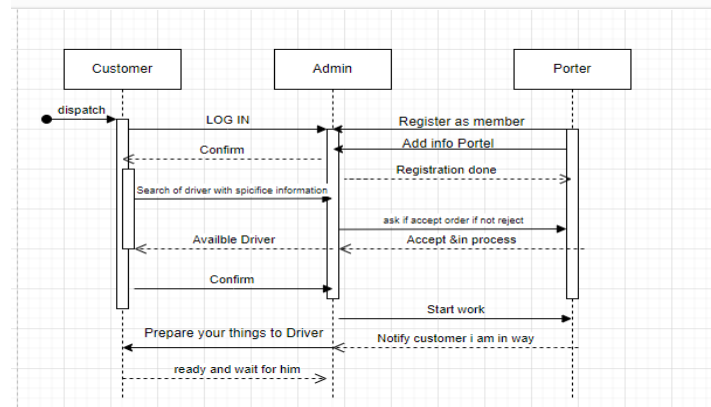 Customer
Admin
Porter
dispatch
LOG IN
Register as member
Add info Portel
Confirm
Registration done
Search of driver with spicifice information
ask if accept order if not reject
Availble Driver
Accept &in process
Confirm
Start work
Prepare your things to Driver
Notify customer i am in way
ready and wait for him